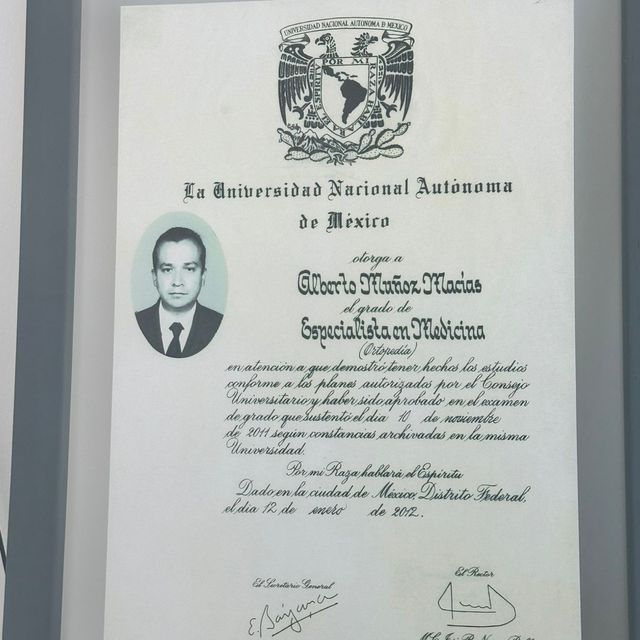 UNIVERSIDAD NACIONAL AUTONOMA D MEXICO
POR MI RAZA HABLARA EL ESPIRITU
La Universidad Nacional Autónoma
de México
otorga a
Alberto Muñoz Macías
el grado de
Especialista en Medicina
(Ortopedia)
en atención a que demostró tener hechos los estudios
conforme a los planes autorizados por el Consejo
Universitario y haber sido aprobado en el examen
de grado que sustentó el día 10 de noviembre
de 2011 según constancias archivadas en la misma
Universidad.
Por mi Raza hablará el Espíritu
Dado en la ciudad de México, Distrito Federal,
el día 12 de enero de 2012.
El Secretario General
El Rector